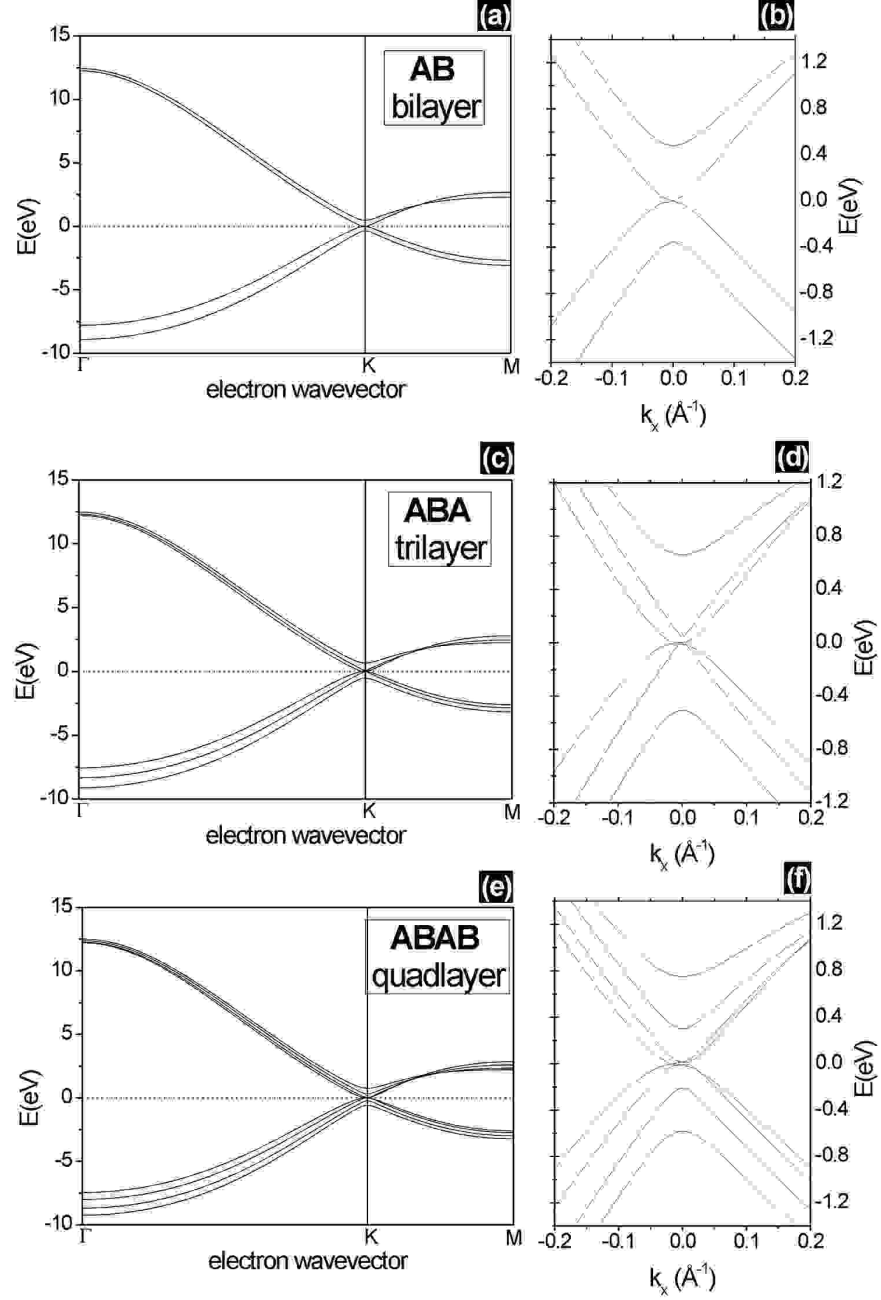 (a)
15
10
5
0
-5
-10
E(eV)
AB
bilayer
Γ
K
M
electron wavevector
(b)
1.2
0.8
0.4
0.0
-0.4
-0.8
-1.2
E(eV)
-0.2
-0.1
0.0
0.1
0.2
kx (Å-1)
(c)
15
10
5
0
-5
-10
E(eV)
ABA
trilayer
Γ
K
M
electron wavevector
(d)
1.2
0.8
0.4
0.0
-0.4
-0.8
-1.2
E(eV)
-0.2
-0.1
0.0
0.1
0.2
kx (Å-1)
(e)
15
10
5
0
-5
-10
E(eV)
ABAB
quadlayer
Γ
K
M
electron wavevector
(f)
1.2
0.8
0.4
0.0
-0.4
-0.8
-1.2
E(eV)
-0.2
-0.1
0.0
0.1
0.2
kx (Å-1)